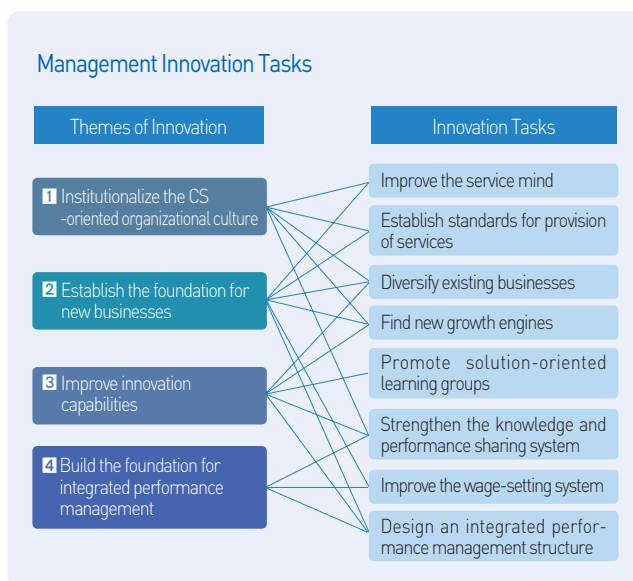 Management Innovation Tasks
Themes of Innovation
1 Institutionalize the CS
-oriented organizational culture
2 Establish the foundation for
new businesses
3 Improve innovation
capabilities
4 Build the foundation for
integrated performance
management
Innovation Tasks
Improve the service mind
Establish standards for provision
of services
Diversify existing businesses
Find new growth engines
Promote solution-oriented
learning groups
Strengthen the knowledge and
performance sharing system
Improve the wage-setting system
Design an integrated perfor-
mance management structure